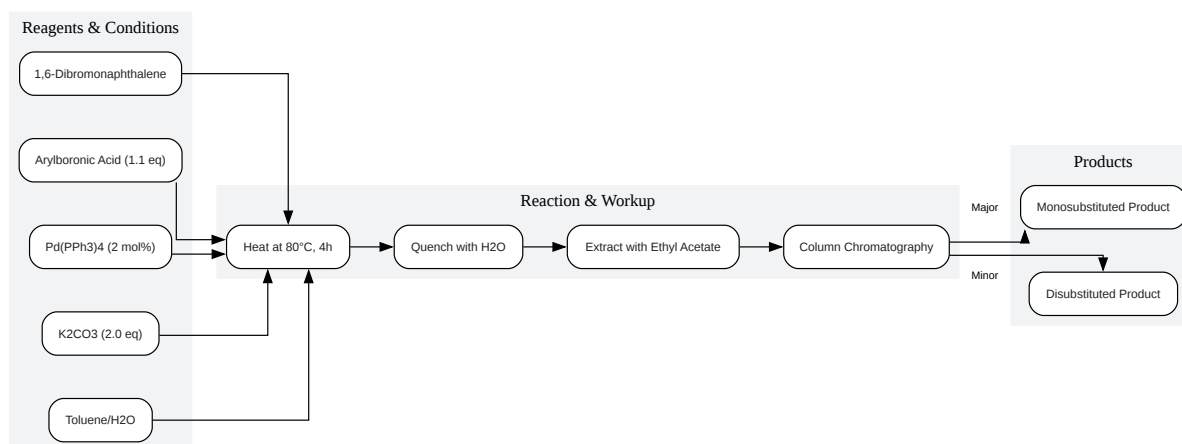 Reagents & Conditions
1,6-Dibromonaphthalene
Arylboronic Acid (1.1 eq)
Pd(PPh3)4 (2 mol%)
K2CO3 (2.0 eq)
Toluene/H2O
Reaction & Workup
Heat at 80°C, 4h
Quench with H2O
Extract with Ethyl Acetate
Column Chromatography
Major
Minor
Products
Monosubstituted Product
Disubstituted Product